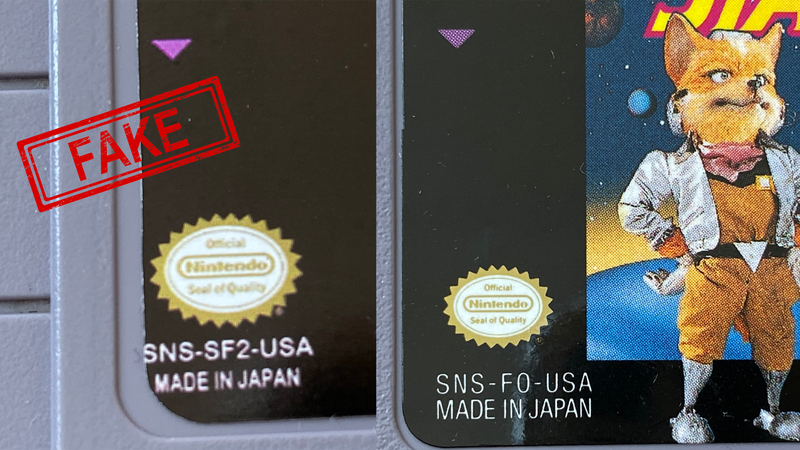 FAKE
Official
Nintendo
Seal of Quality
®
SNS-SF2-USA
MADE IN JAPAN
Official
Nintendo
Seal of Quality
SNS-FO-USA
MADE IN JAPAN